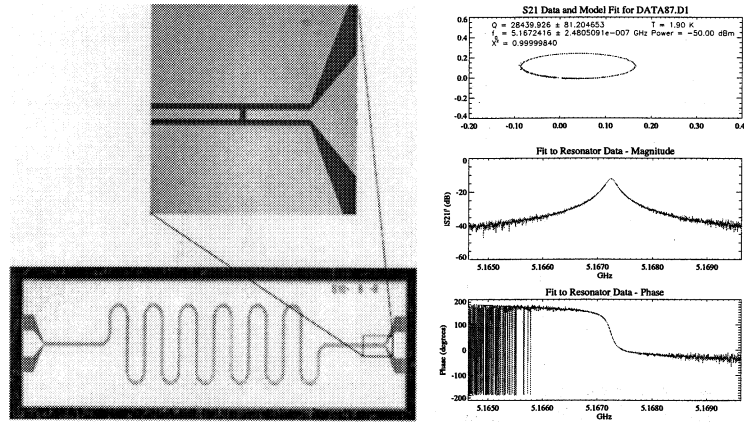 S21 Data and Model Fit for DATA87.D1
Q = 28439.926 ± 81.204653 T = 1.90 K
f = 5.1672416 ± 2.4805091e-007 GHz Power = -50.00 dBm
= 0.99999840
0.6
0.4
0.2
0.0
-0.2
-0.4
-0.20 -0.10 0.00 0.10 0.20 0.30 0.4
Fit to Resonator Data - Magnitude
0
-20
-40
-60
|S21| (dB)
5.1650 5.1660 5.1670 5.1680 5.1690
GHz
Fit to Resonator Data - Phase
200
100
0
-100
-200
Phase (degrees)
5.1650 5.1660 5.1670 5.1680 5.1690
GHz